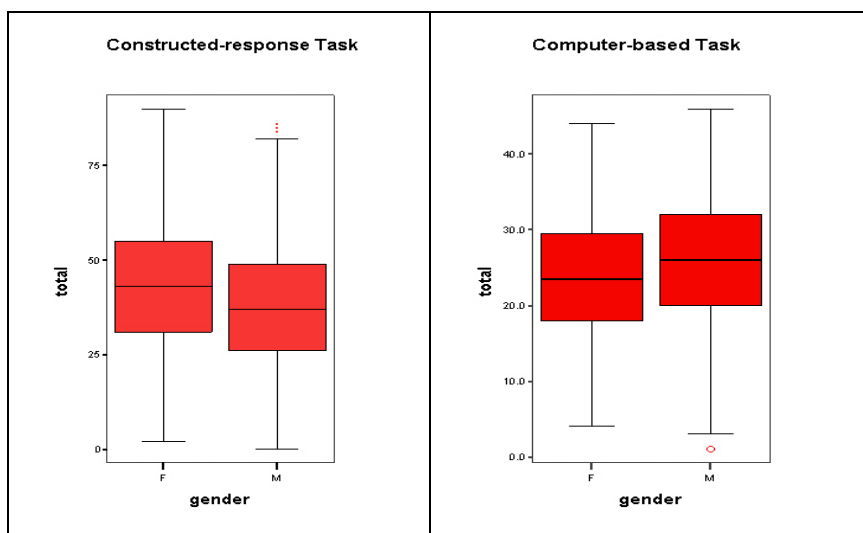 Constructed-response Task
75
50
25
0
total
F
M
gender
Computer-based Task
40.0
30.0
20.0
10.0
0.0
total
F
M
gender